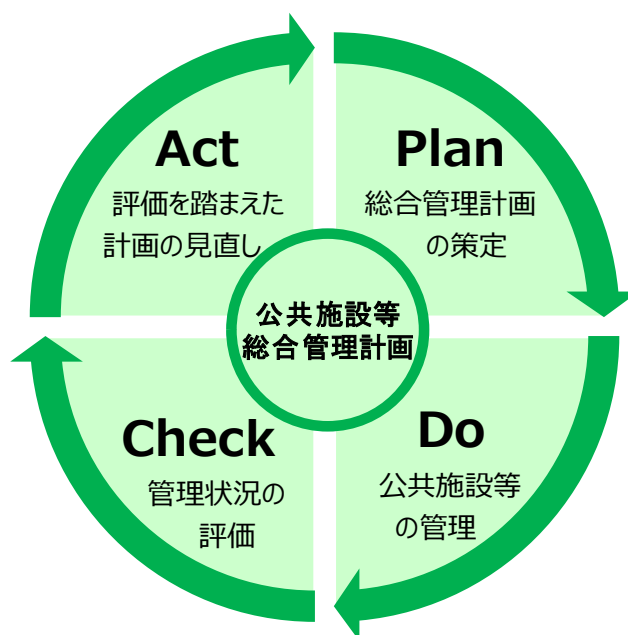 Act
評価を踏まえた
計画の見直し
Plan
総合管理計画
の策定
公共施設等
総合管理計画
Check
管理状況の
評価
Do
公共施設等
の管理